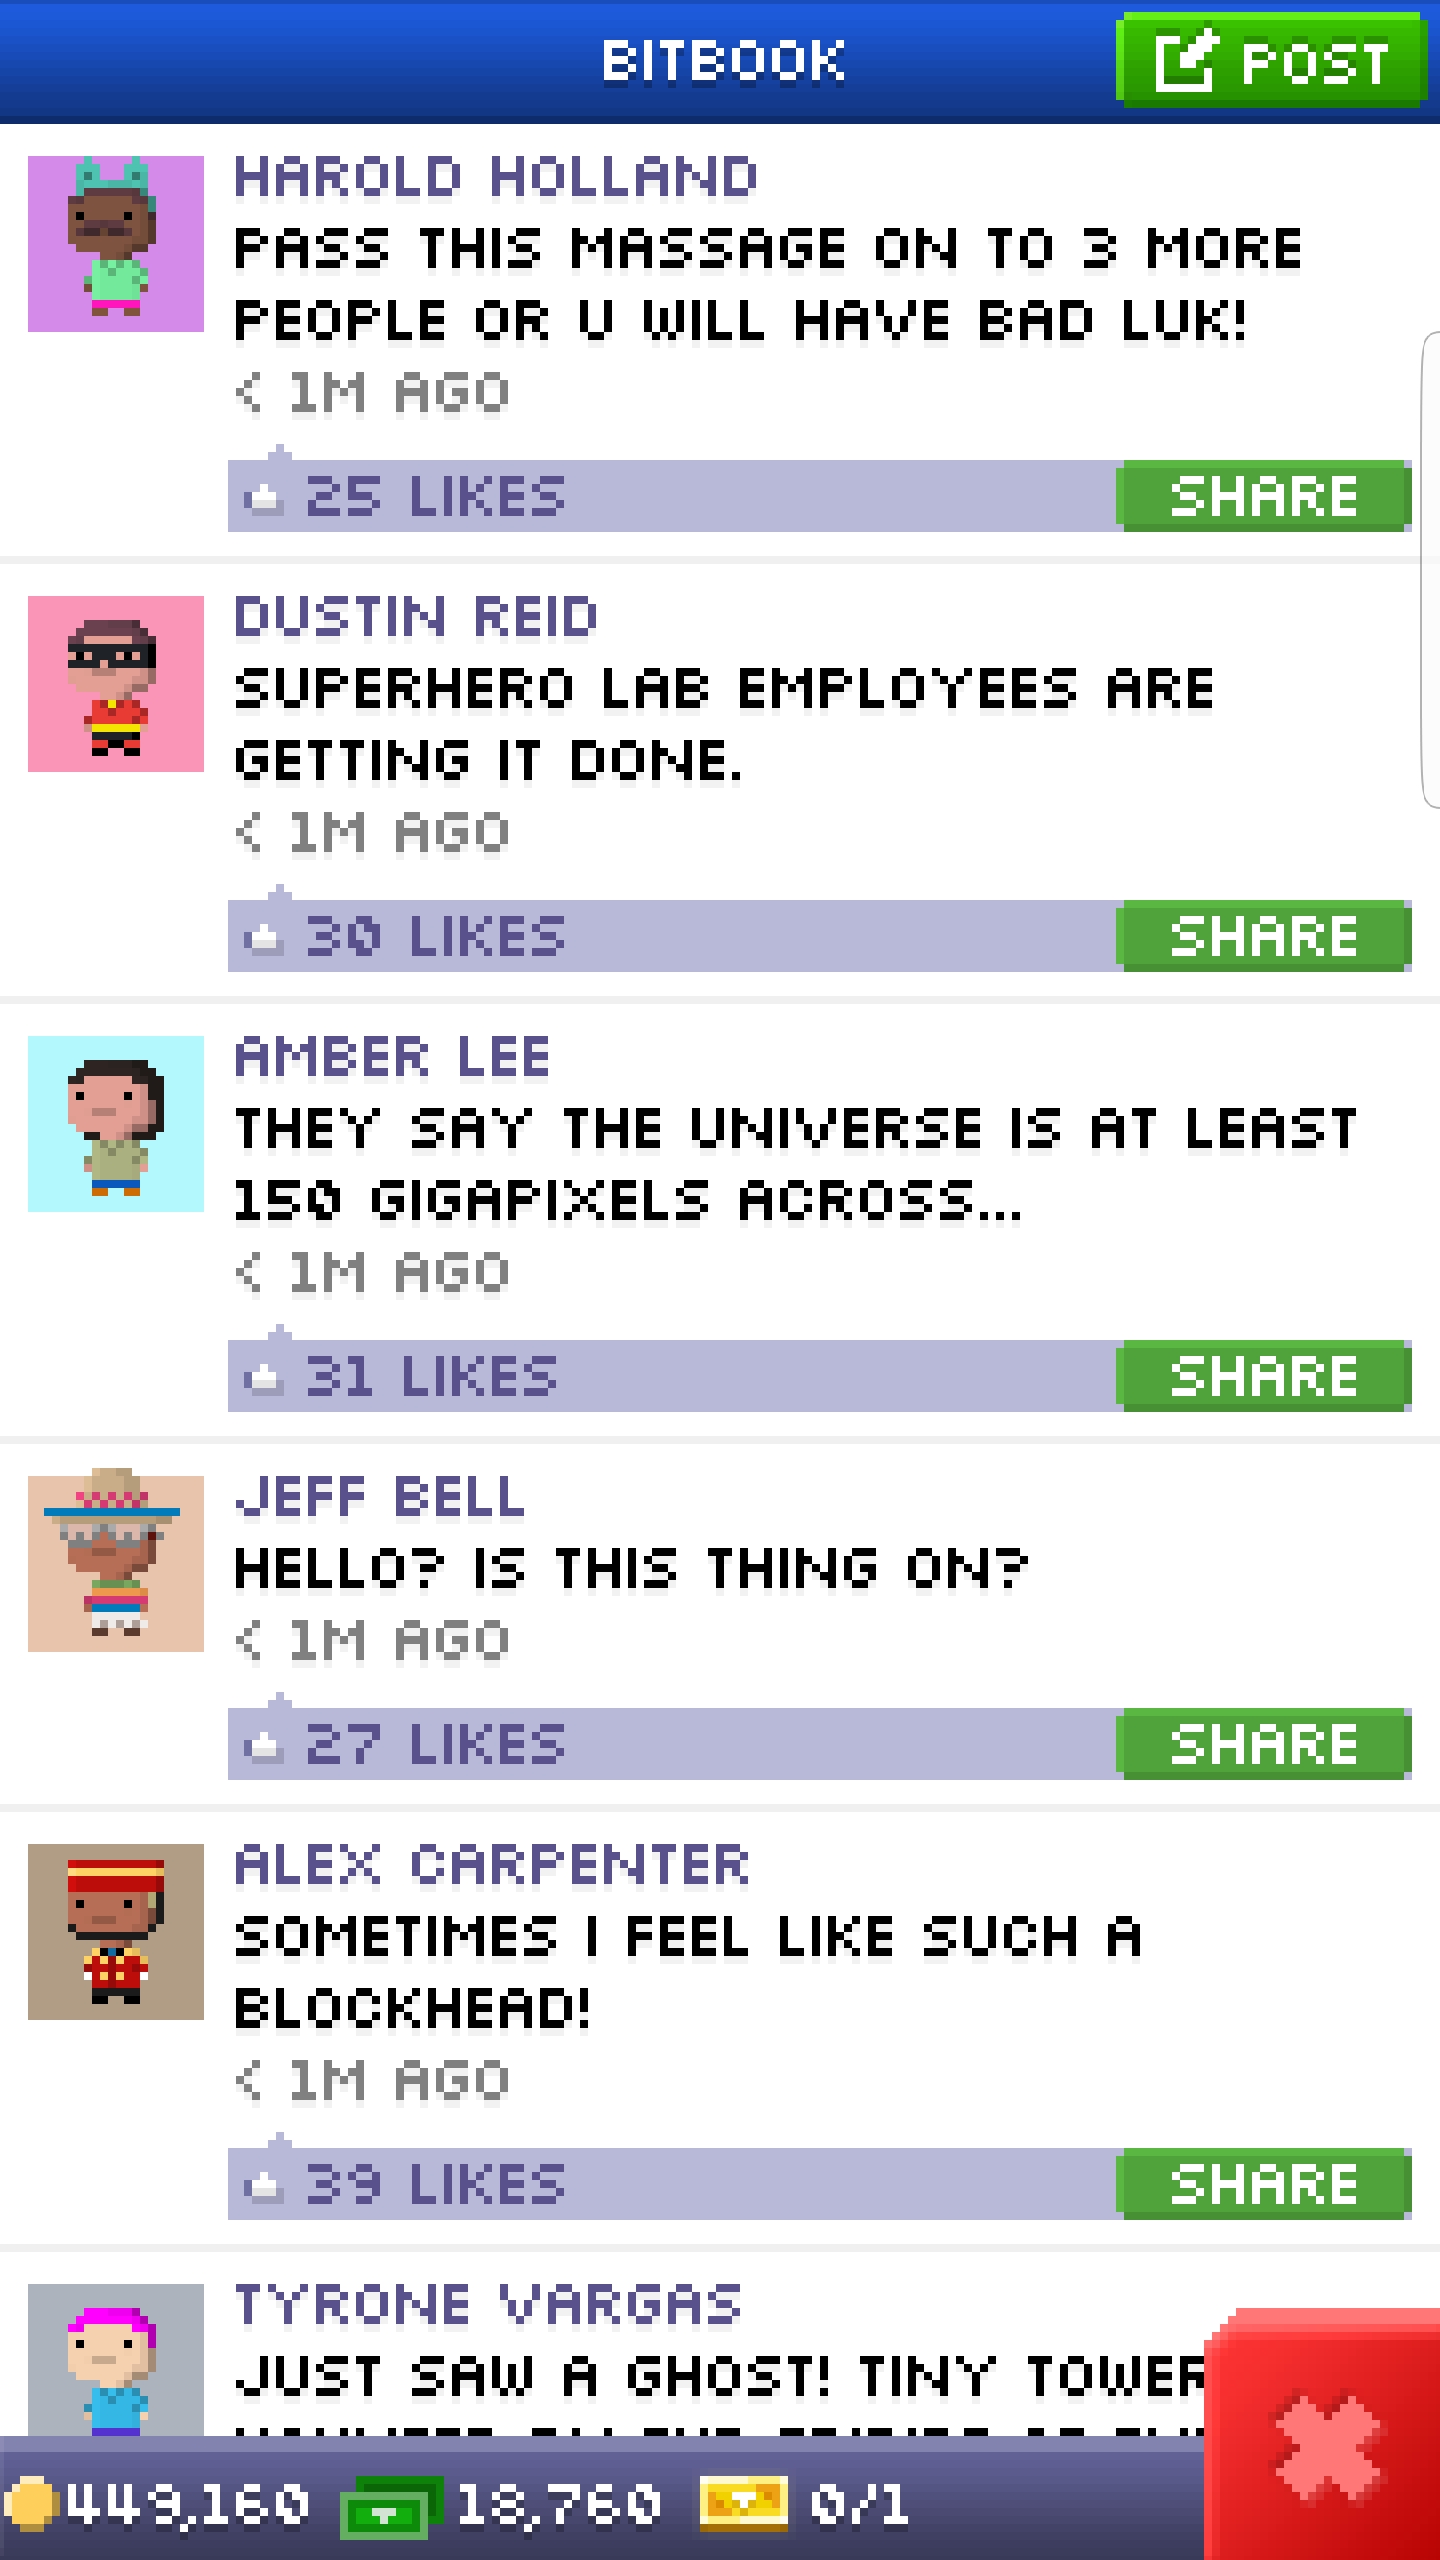 BITBOOK
POST
HAROLD HOLLAND
PASS THIS MASSAGE ON TO 3 MORE
PEOPLE OR U WILL HAVE BAD LUK!
< 1M AGO
25 LIKES
SHARE
DUSTIN REID
SUPERHERO LAB EMPLOYEES ARE
GETTING IT DONE.
< 1M AGO
30 LIKES
SHARE
AMBER LEE
THEY SAY THE UNIVERSE IS AT LEAST
150 GIGAPIXELS ACROSS...
< 1M AGO
31 LIKES
SHARE
JEFF BELL
HELLO? IS THIS THING ON?
< 1M AGO
27 LIKES
SHARE
ALEX CARPENTER
SOMETIMES I FEEL LIKE SUCH A
BLOCKHEAD!
< 1M AGO
39 LIKES
SHARE
TYRONE VARGAS
JUST SAW A GHOST! TINY TOWER
449,160
18,760
0/1